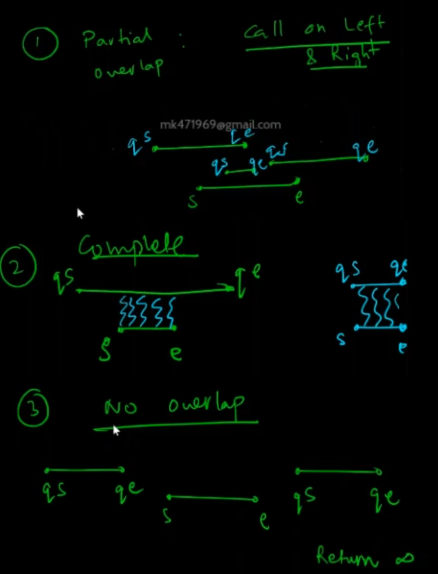 1 Partial : Call on Left
overlap & Right
mk471969@gmail.com
qs qe qs qe qs qe
s e
2 Complete
qs qe qs qe
s e s e
3 NO overlap
qs qe s e qs qe
Return ∞